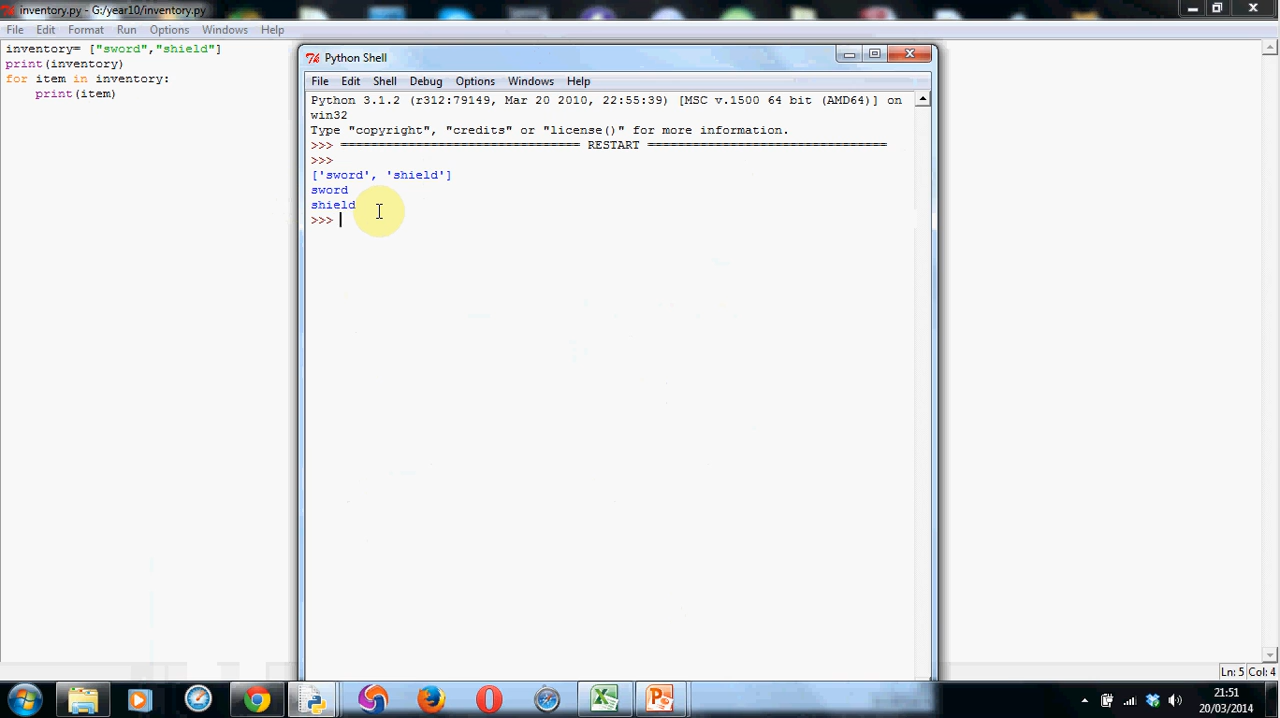 inventory.py - G:/year10/inventory.py
File Edit Format Run Options Windows Help
inventory= ["sword","shield"]
print(inventory)
for item in inventory:
    print(item)
Python Shell
File Edit Shell Debug Options Windows Help
Python 3.1.2 (r312:79149, Mar 20 2010, 22:55:39) [MSC v.1500 64 bit (AMD64)] on
win32
Type "copyright", "credits" or "license()" for more information.
>>> ================================ RESTART ================================
>>>
['sword', 'shield']
sword
shield
>>>
Ln: 5 Col: 4
21:51
20/03/2014